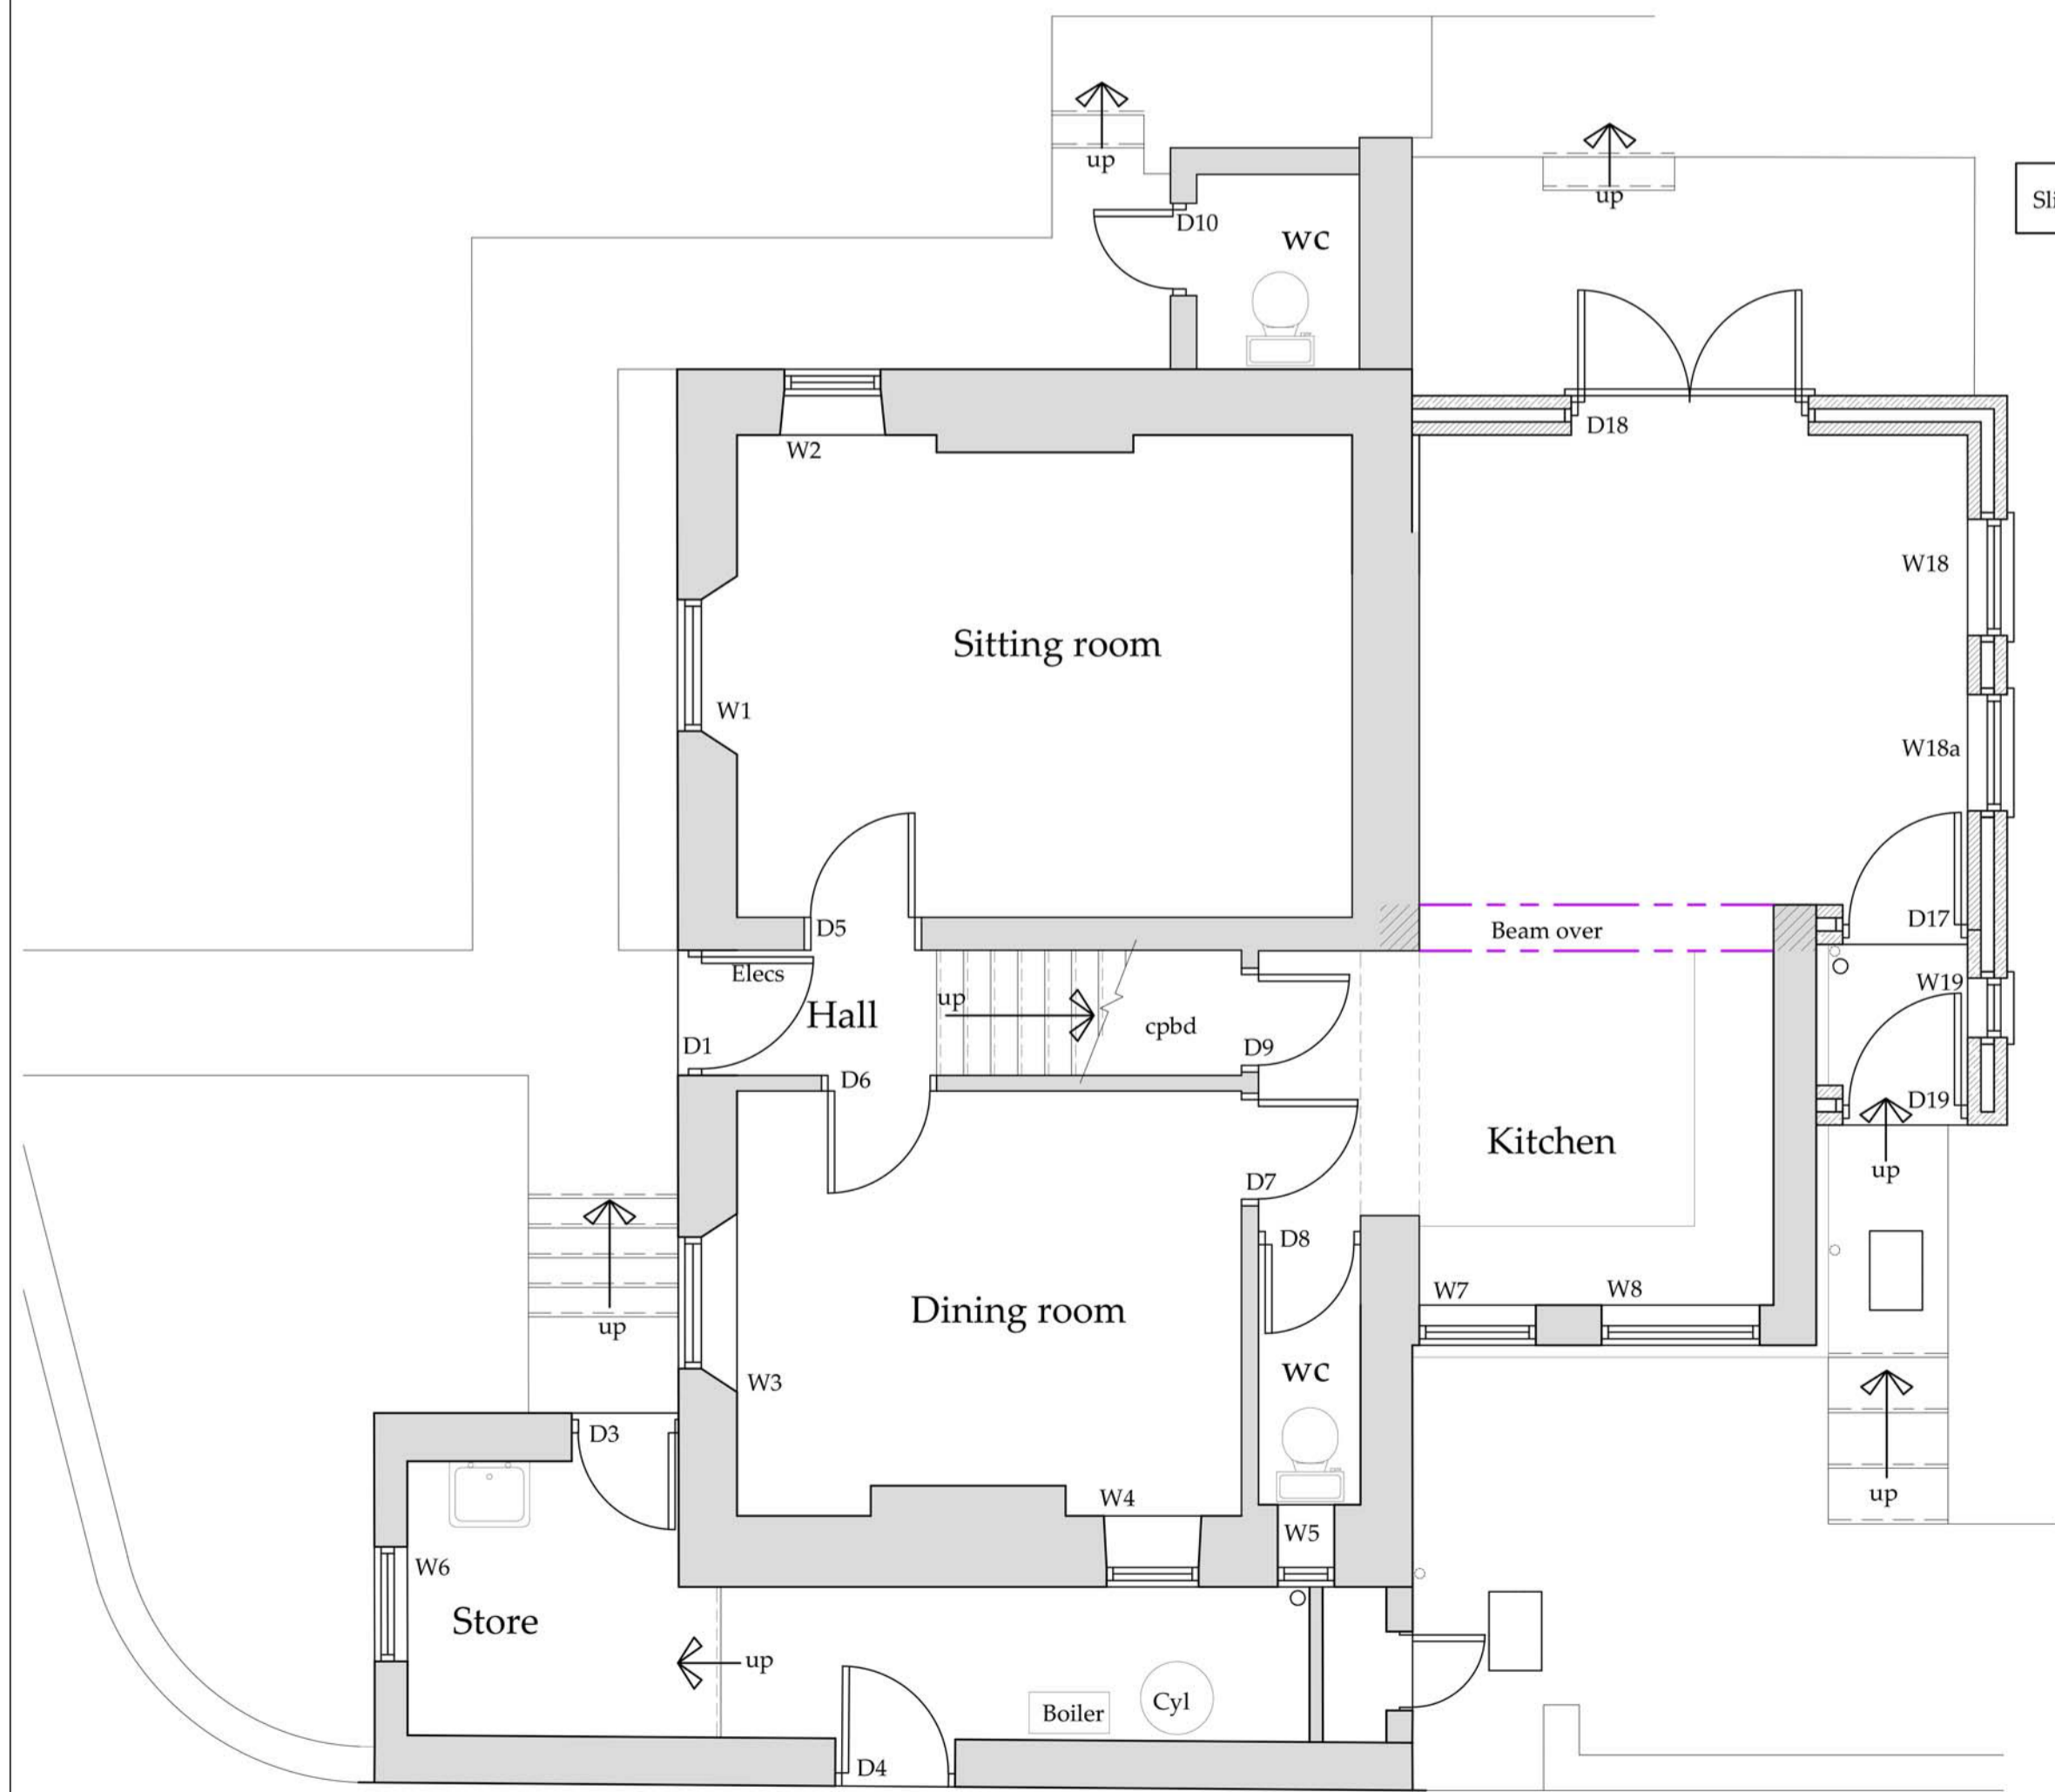 up
up
Sli
D10
wc
D18
W2
W18
Sitting room
W1
W18a
D5
D17
Beam over
Elecs
up
Hall
cpbd
W19
D1
D9
D6
D19
Kitchen
up
D7
D8
W7
W8
Dining room
up
wc
W3
D3
W4
up
W5
W6
Store
up
Boiler
Cyl
D4